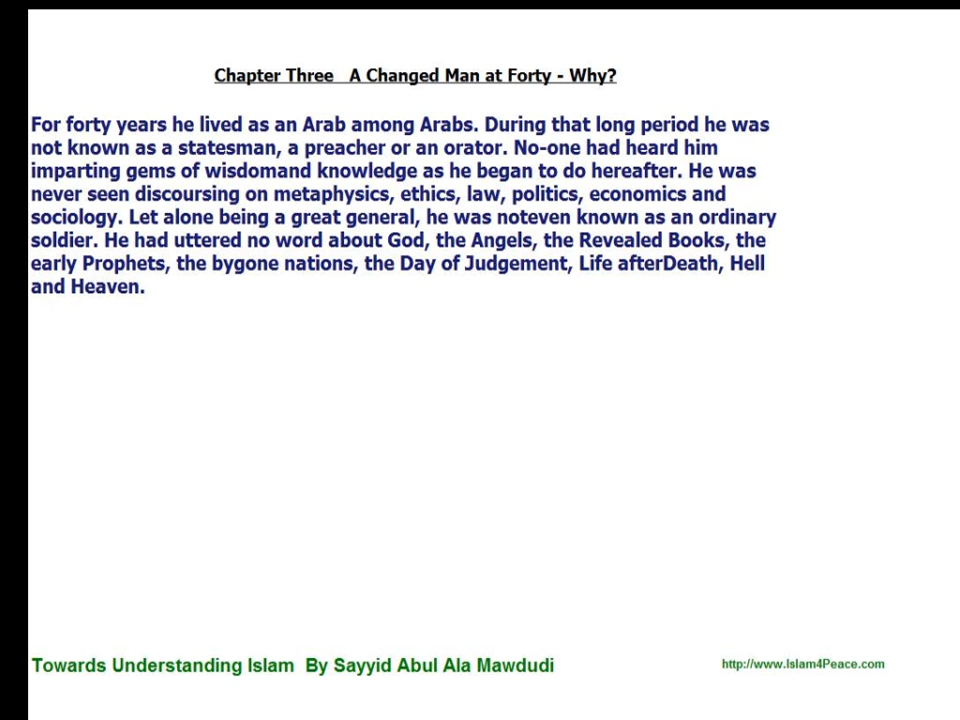 Chapter Three   A Changed Man at Forty - Why?
For forty years he lived as an Arab among Arabs. During that long period he was
not known as a statesman, a preacher or an orator. No-one had heard him
imparting gems of wisdomand knowledge as he began to do hereafter. He was
never seen discoursing on metaphysics, ethics, law, politics, economics and
sociology. Let alone being a great general, he was noteven known as an ordinary
soldier. He had uttered no word about God, the Angels, the Revealed Books, the
early Prophets, the bygone nations, the Day of Judgement, Life afterDeath, Hell
and Heaven.
Towards Understanding Islam  By Sayyid Abul Ala Mawdudi
http://www.Islam4Peace.com